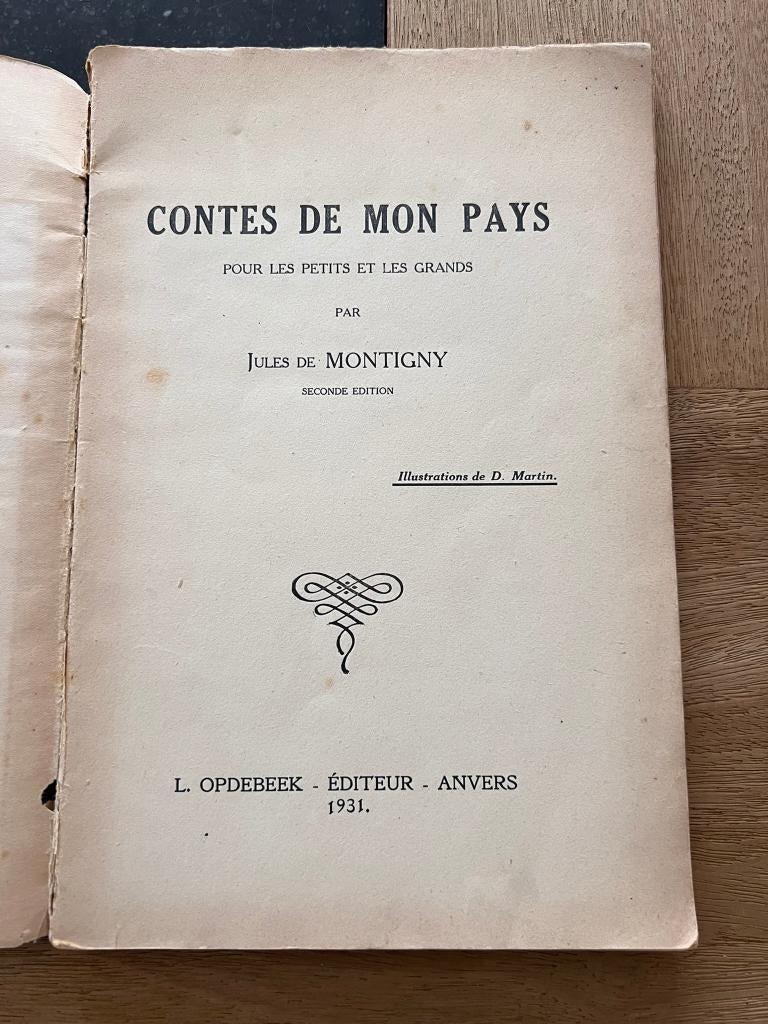 CONTES DE MON PAYS
POUR LES PETITS ET LES GRANDS
PAR
JULES DE MONTIGNY
SECONDE EDITION
Illustrations de D. Martin.
L. OPDEBEEK - ÉDITEUR - ANVERS
1931.